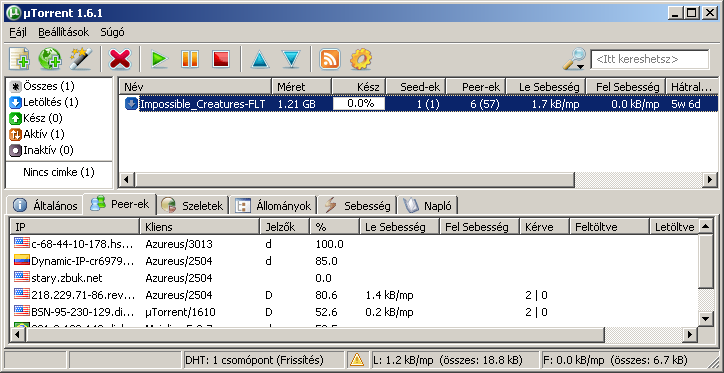 µTorrent 1.6.1
Fájl Beállítások Súgó
<Itt kereshetsz>
Összes (1)
Letöltés (1)
Kész (0)
Aktív (1)
Inaktív (0)
Nincs cimke (1)
Név Méret Kész Seed-ek Peer-ek Le Sebesség Fel Sebesség Hátral...
Impossible_Creatures-FLT 1.21 GB 0.0% 1 (1) 6 (57) 1.7 kB/mp 0.0 kB/mp 5w 6d
Általános Peer-ek Szeletek Állományok Sebesség Napló
IP Kliens Jelzők % Le Sebesség Fel Sebesség Kérve Feltöltve Letöltve
c-68-44-10-178.hs... Azureus/3013 d 100.0
Dynamic-IP-cr6979... Azureus/2504 d 85.0
stary.zbuk.net Azureus/2504 0.0
218.229.71-86.rev... Azureus/2504 D 80.6 1.4 kB/mp 2 | 0
BSN-95-230-129.di... µTorrent/1610 D 52.6 0.2 kB/mp 2 | 0
DHT: 1 csomópont (Frissítés) L: 1.2 kB/mp (összes: 18.8 kB) F: 0.0 kB/mp (összes: 6.7 kB)